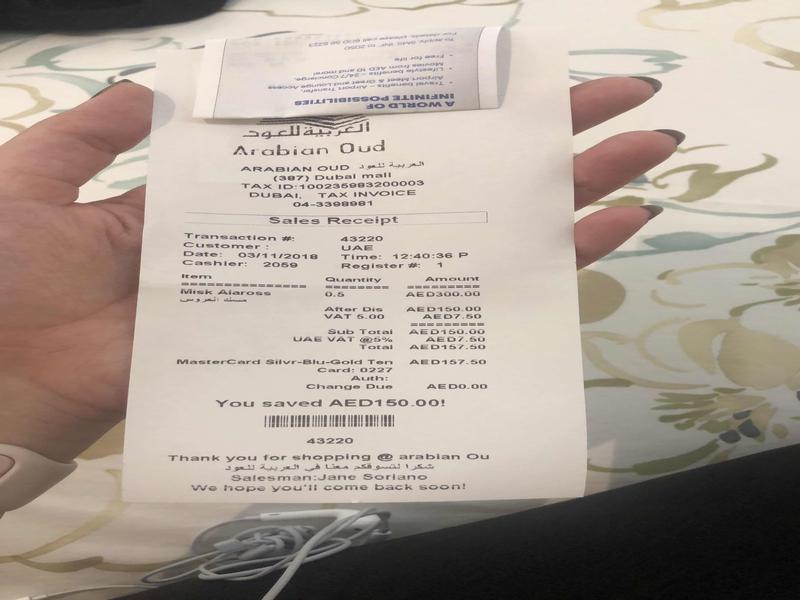 For details, please call 600 56 5223
To apply, SMS 'INF' to 2050
• Free for life
Movies from AED 10 and more!
• Lifestyle benefits – 24/7 Concierge,
Airport Meet & Greet and Lounge Access
• Travel benefits – Airport Transfer,
INFINITE POSSIBILITIES
A WORLD OF
العربية للعود
Arabian Oud
ARABIAN OUD العربية للعود
(387) Dubai mall
TAX ID:100235983200003
DUBAI, TAX INVOICE
04-3398981
Sales Receipt
Transaction #: 43220
Customer : UAE
Date: 03/11/2018 Time: 12:40:36 P
Cashier: 2059 Register #: 1
Item Quantity Amount
=============== ======== =========
Misk Alaross 0.5 AED300.00
مسك العروس
After Dis AED150.00
VAT 5.00 AED7.50
=========
Sub Total AED150.00
UAE VAT @5% AED7.50
Total AED157.50
MasterCard Silvr-Blu-Gold Ten AED157.50
Card: 0227
Auth:
Change Due AED0.00
You saved AED150.00!
43220
Thank you for shopping @ arabian Ou
شكرا لتسوقكم معنا في العربية للعود
Salesman:Jane Soriano
We hope you'll come back soon!